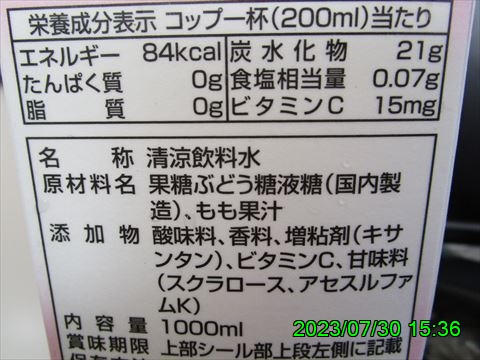 栄養成分表示 コップ一杯(200ml)当たり
エネルギー 84kcal 炭水化物 21g
たんぱく質 0g 食塩相当量 0.07g
脂質 0g ビタミンC 15mg
名称 清涼飲料水
原材料名 果糖ぶどう糖液糖(国内製
造)、もも果汁
添加物 酸味料、香料、増粘剤(キサ
ンタン)、ビタミンC、甘味料
(スクラロース、アセスルファ
ムK)
内容量 1000ml
賞味期限 上部シール部上段左側に記載
2023/07/30 15:36